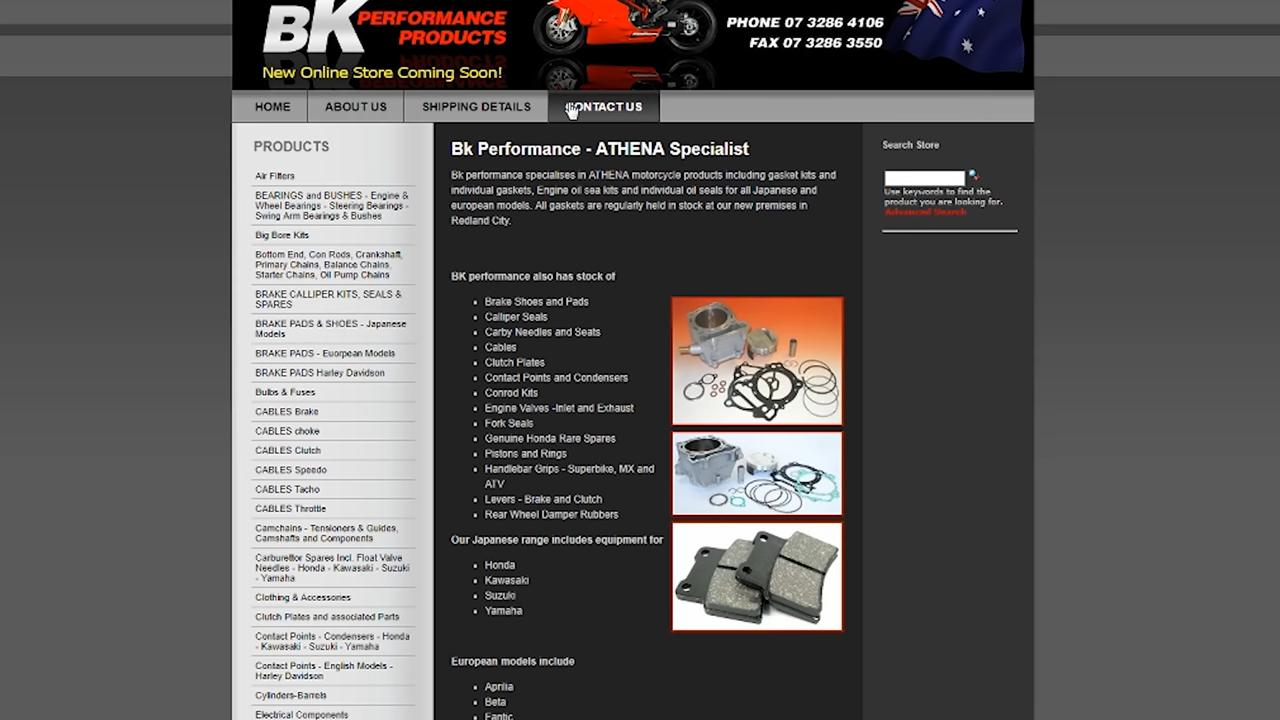 BK PERFORMANCE
PRODUCTS
New Online Store Coming Soon!
PHONE 07 3286 4106
FAX 07 3286 3550
HOME
ABOUT US
SHIPPING DETAILS
CONTACT US
PRODUCTS
Air Filters
BEARINGS and BUSHES - Engine &
Wheel Bearings - Steering Bearings -
Swing Arm Bearings & Bushes
Big Bore Kits
Bottom End, Con Rods, Crankshaft,
Primary Chains, Balance Chains,
Starter Chains, Oil Pump Chains
BRAKE CALLIPER KITS, SEALS &
SPARES
BRAKE PADS & SHOES - Japanese
Models
BRAKE PADS - Euorpean Models
BRAKE PADS Harley Davidson
Bulbs & Fuses
CABLES Brake
CABLES choke
CABLES Clutch
CABLES Speedo
CABLES Tacho
CABLES Throttle
Camchains - Tensioners & Guides,
Camshafts and Components
Carburettor Spares Incl. Float Valve
Needles - Honda - Kawasaki - Suzuki
- Yamaha
Clothing & Accessories
Clutch Plates and associated Parts
Contact Points - Condensers - Honda
- Kawasaki - Suzuki - Yamaha
Contact Points - English Models -
Harley Davidson
Cylinders-Barrels
Electrical Components
Bk Performance - ATHENA Specialist
Bk performance specialises in ATHENA motorcycle products including gasket kits and
individual gaskets, Engine oil sea kits and individual oil seals for all Japanese and
european models. All gaskets are regularly held in stock at our new premises in
Redland City.
BK performance also has stock of
Brake Shoes and Pads
Calliper Seals
Carby Needles and Seats
Cables
Clutch Plates
Contact Points and Condensers
Conrod Kits
Engine Valves -Inlet and Exhaust
Fork Seals
Genuine Honda Rare Spares
Pistons and Rings
Handlebar Grips - Superbike, MX and
ATV
Levers - Brake and Clutch
Rear Wheel Damper Rubbers
Our Japanese range includes equipment for
Honda
Kawasaki
Suzuki
Yamaha
European models include
Aprilia
Beta
Fantic
Search Store
Use keywords to find the
product you are looking for.
Advanced Search